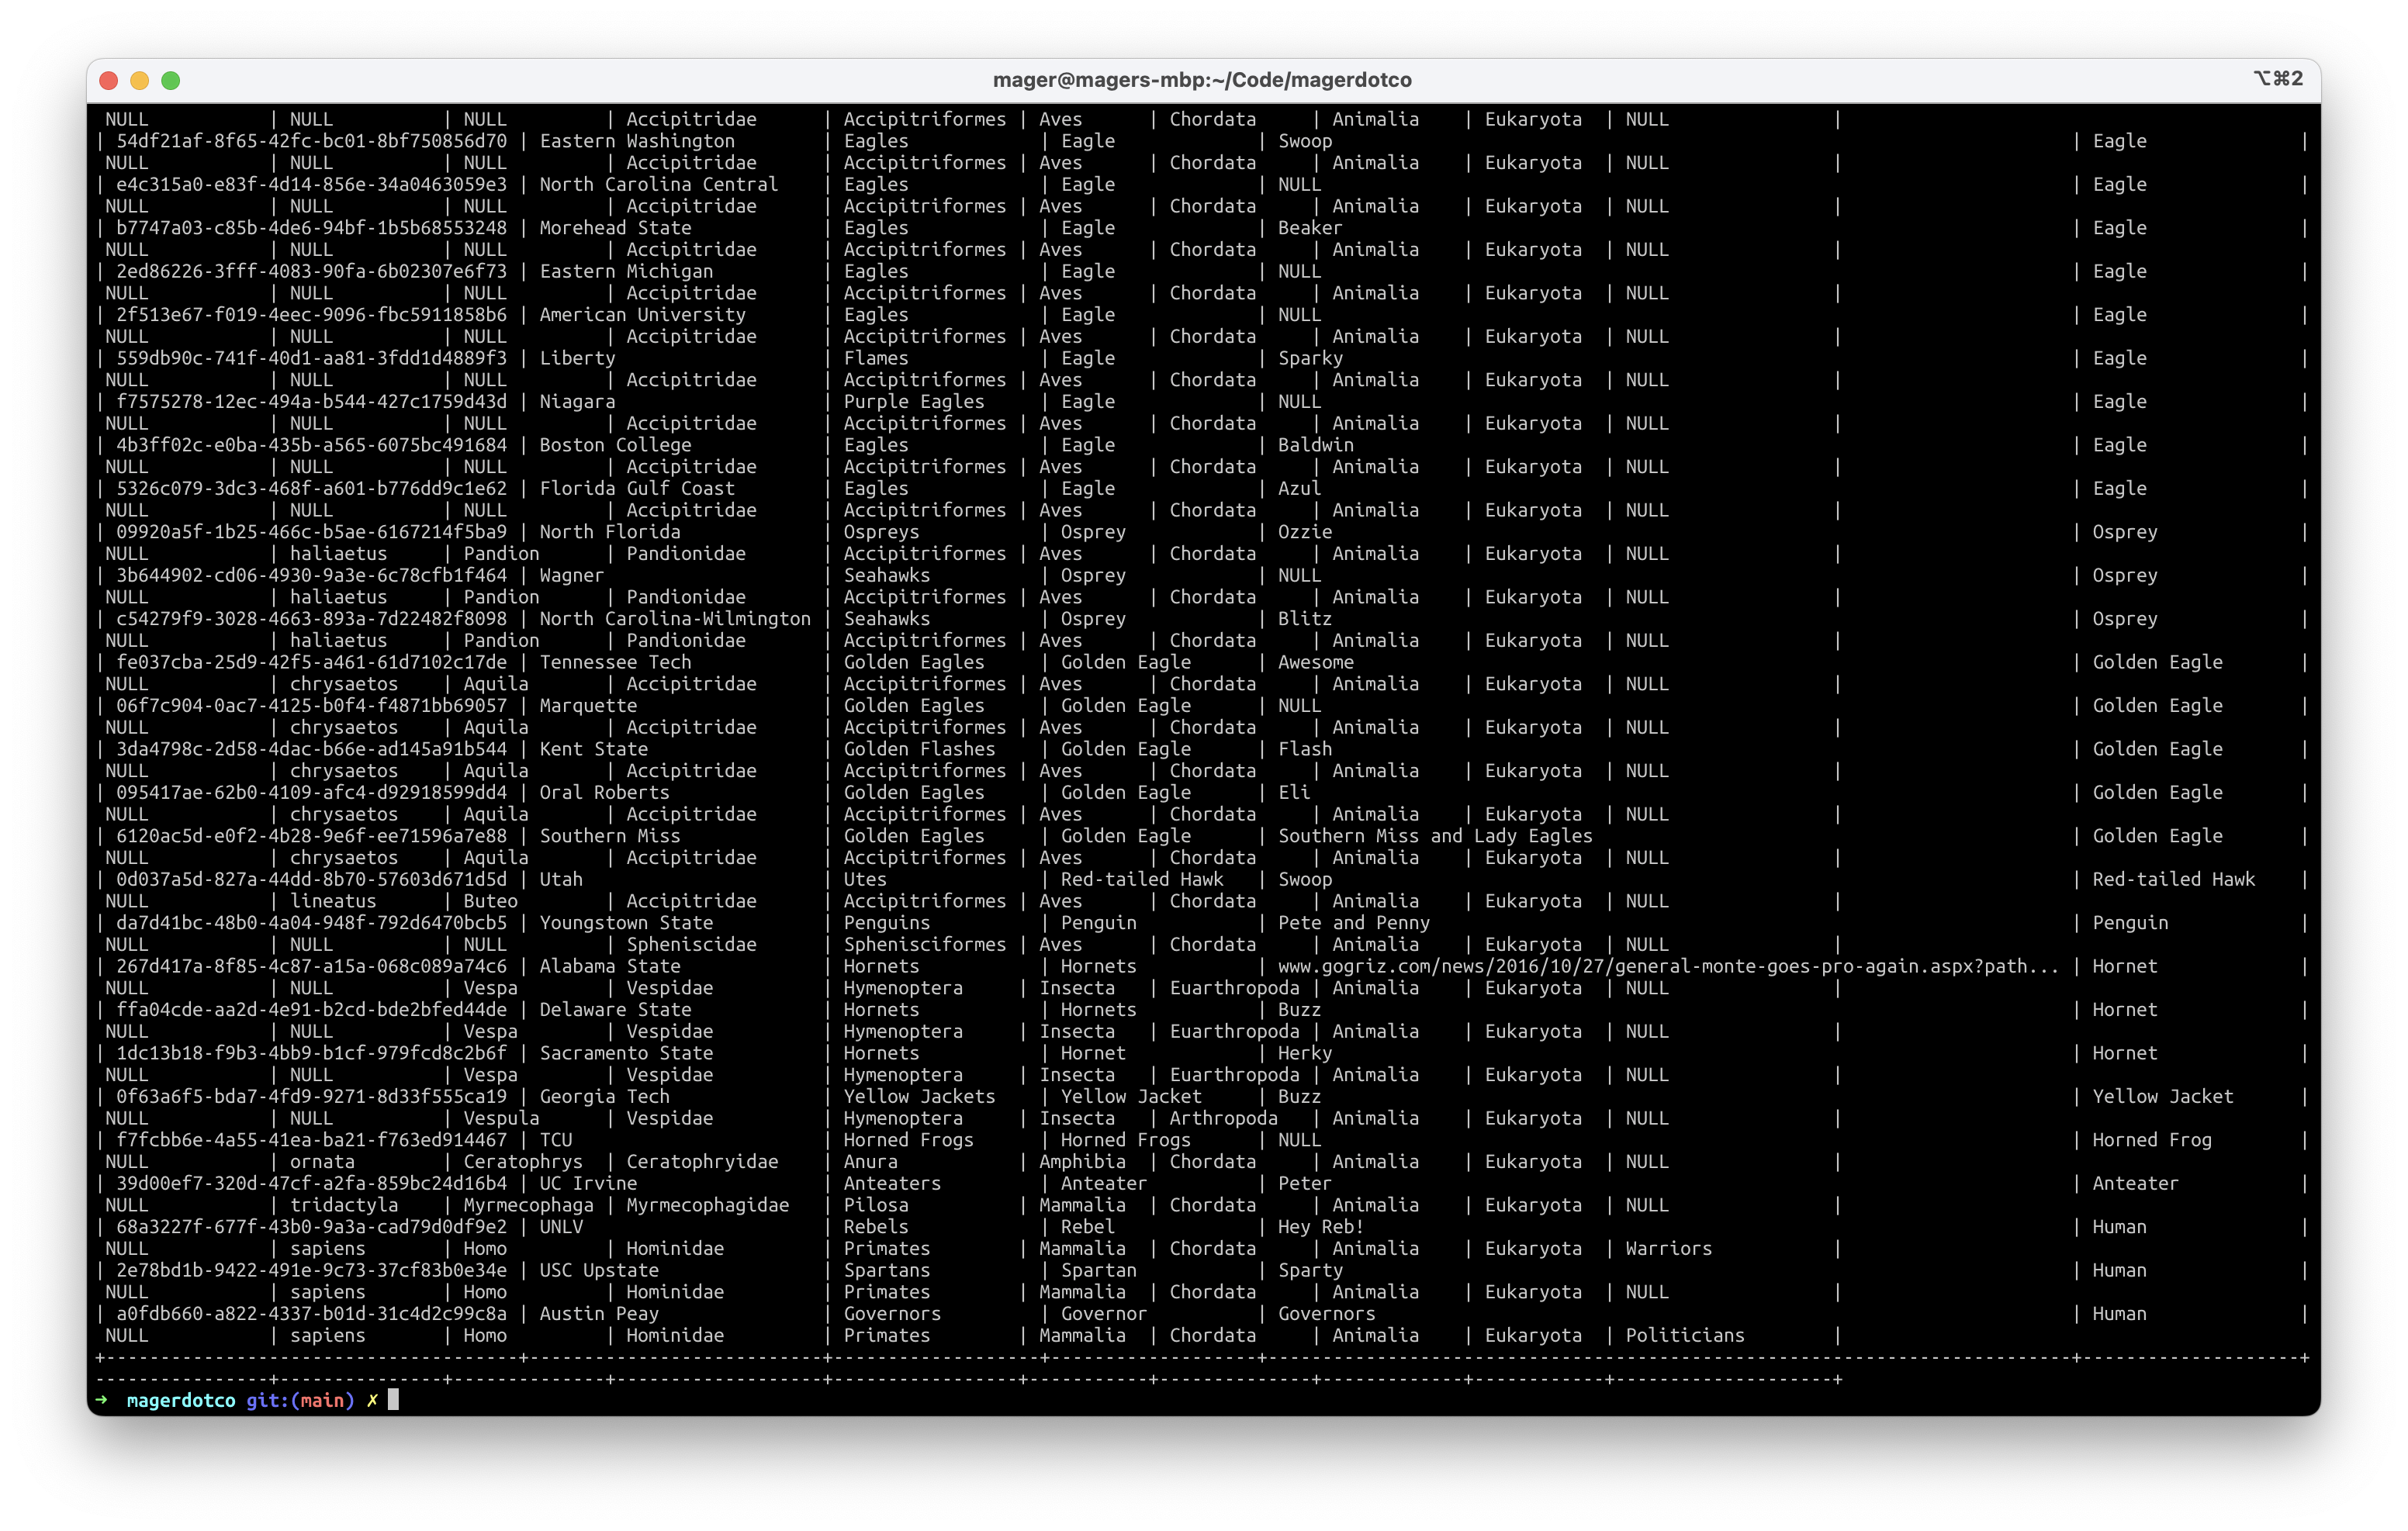 mager@magers-mbp:~/Code/magerdotco ⌥⌘2
NULL | NULL | NULL | Accipitridae | Accipitriformes | Aves | Chordata | Animalia | Eukaryota | NULL |
| 54df21af-8f65-42fc-bc01-8bf750856d70 | Eastern Washington | Eagles | Eagle | Swoop | Eagle |
NULL | NULL | NULL | Accipitridae | Accipitriformes | Aves | Chordata | Animalia | Eukaryota | NULL |
| e4c315a0-e83f-4d14-856e-34a0463059e3 | North Carolina Central | Eagles | Eagle | NULL | Eagle |
NULL | NULL | NULL | Accipitridae | Accipitriformes | Aves | Chordata | Animalia | Eukaryota | NULL |
| b7747a03-c85b-4de6-94bf-1b5b68553248 | Morehead State | Eagles | Eagle | Beaker | Eagle |
NULL | NULL | NULL | Accipitridae | Accipitriformes | Aves | Chordata | Animalia | Eukaryota | NULL |
| 2ed86226-3fff-4083-90fa-6b02307e6f73 | Eastern Michigan | Eagles | Eagle | NULL | Eagle |
NULL | NULL | NULL | Accipitridae | Accipitriformes | Aves | Chordata | Animalia | Eukaryota | NULL |
| 2f513e67-f019-4eec-9096-fbc5911858b6 | American University | Eagles | Eagle | NULL | Eagle |
NULL | NULL | NULL | Accipitridae | Accipitriformes | Aves | Chordata | Animalia | Eukaryota | NULL |
| 559db90c-741f-40d1-aa81-3fdd1d4889f3 | Liberty | Flames | Eagle | Sparky | Eagle |
NULL | NULL | NULL | Accipitridae | Accipitriformes | Aves | Chordata | Animalia | Eukaryota | NULL |
| f7575278-12ec-494a-b544-427c1759d43d | Niagara | Purple Eagles | Eagle | NULL | Eagle |
NULL | NULL | NULL | Accipitridae | Accipitriformes | Aves | Chordata | Animalia | Eukaryota | NULL |
| 4b3ff02c-e0ba-435b-a565-6075bc491684 | Boston College | Eagles | Eagle | Baldwin | Eagle |
NULL | NULL | NULL | Accipitridae | Accipitriformes | Aves | Chordata | Animalia | Eukaryota | NULL |
| 5326c079-3dc3-468f-a601-b776dd9c1e62 | Florida Gulf Coast | Eagles | Eagle | Azul | Eagle |
NULL | NULL | NULL | Accipitridae | Accipitriformes | Aves | Chordata | Animalia | Eukaryota | NULL |
| 09920a5f-1b25-466c-b5ae-6167214f5ba9 | North Florida | Ospreys | Osprey | Ozzie | Osprey |
NULL | haliaetus | Pandion | Pandionidae | Accipitriformes | Aves | Chordata | Animalia | Eukaryota | NULL |
| 3b644902-cd06-4930-9a3e-6c78cfb1f464 | Wagner | Seahawks | Osprey | NULL | Osprey |
NULL | haliaetus | Pandion | Pandionidae | Accipitriformes | Aves | Chordata | Animalia | Eukaryota | NULL |
| c54279f9-3028-4663-893a-7d22482f8098 | North Carolina-Wilmington | Seahawks | Osprey | Blitz | Osprey |
NULL | haliaetus | Pandion | Pandionidae | Accipitriformes | Aves | Chordata | Animalia | Eukaryota | NULL |
| fe037cba-25d9-42f5-a461-61d7102c17de | Tennessee Tech | Golden Eagles | Golden Eagle | Awesome | Golden Eagle |
NULL | chrysaetos | Aquila | Accipitridae | Accipitriformes | Aves | Chordata | Animalia | Eukaryota | NULL |
| 06f7c904-0ac7-4125-b0f4-f4871bb69057 | Marquette | Golden Eagles | Golden Eagle | NULL | Golden Eagle |
NULL | chrysaetos | Aquila | Accipitridae | Accipitriformes | Aves | Chordata | Animalia | Eukaryota | NULL |
| 3da4798c-2d58-4dac-b66e-ad145a91b544 | Kent State | Golden Flashes | Golden Eagle | Flash | Golden Eagle |
NULL | chrysaetos | Aquila | Accipitridae | Accipitriformes | Aves | Chordata | Animalia | Eukaryota | NULL |
| 095417ae-62b0-4109-afc4-d92918599dd4 | Oral Roberts | Golden Eagles | Golden Eagle | Eli | Golden Eagle |
NULL | chrysaetos | Aquila | Accipitridae | Accipitriformes | Aves | Chordata | Animalia | Eukaryota | NULL |
| 6120ac5d-e0f2-4b28-9e6f-ee71596a7e88 | Southern Miss | Golden Eagles | Golden Eagle | Southern Miss and Lady Eagles | Golden Eagle |
NULL | chrysaetos | Aquila | Accipitridae | Accipitriformes | Aves | Chordata | Animalia | Eukaryota | NULL |
| 0d037a5d-827a-44dd-8b70-57603d671d5d | Utah | Utes | Red-tailed Hawk | Swoop | Red-tailed Hawk |
NULL | lineatus | Buteo | Accipitridae | Accipitriformes | Aves | Chordata | Animalia | Eukaryota | NULL |
| da7d41bc-48b0-4a04-948f-792d6470bcb5 | Youngstown State | Penguins | Penguin | Pete and Penny | Penguin |
NULL | NULL | NULL | Spheniscidae | Sphenisciformes | Aves | Chordata | Animalia | Eukaryota | NULL |
| 267d417a-8f85-4c87-a15a-068c089a74c6 | Alabama State | Hornets | Hornets | www.gogriz.com/news/2016/10/27/general-monte-goes-pro-again.aspx?path... | Hornet |
NULL | NULL | Vespa | Vespidae | Hymenoptera | Insecta | Euarthropoda | Animalia | Eukaryota | NULL |
| ffa04cde-aa2d-4e91-b2cd-bde2bfed44de | Delaware State | Hornets | Hornets | Buzz | Hornet |
NULL | NULL | Vespa | Vespidae | Hymenoptera | Insecta | Euarthropoda | Animalia | Eukaryota | NULL |
| 1dc13b18-f9b3-4bb9-b1cf-979fcd8c2b6f | Sacramento State | Hornets | Hornet | Herky | Hornet |
NULL | NULL | Vespa | Vespidae | Hymenoptera | Insecta | Euarthropoda | Animalia | Eukaryota | NULL |
| 0f63a6f5-bda7-4fd9-9271-8d33f555ca19 | Georgia Tech | Yellow Jackets | Yellow Jacket | Buzz | Yellow Jacket |
NULL | NULL | Vespula | Vespidae | Hymenoptera | Insecta | Arthropoda | Animalia | Eukaryota | NULL |
| f7fcbb6e-4a55-41ea-ba21-f763ed914467 | TCU | Horned Frogs | Horned Frogs | NULL | Horned Frog |
NULL | ornata | Ceratophrys | Ceratophryidae | Anura | Amphibia | Chordata | Animalia | Eukaryota | NULL |
| 39d00ef7-320d-47cf-a2fa-859bc24d16b4 | UC Irvine | Anteaters | Anteater | Peter | Anteater |
NULL | tridactyla | Myrmecophaga | Myrmecophagidae | Pilosa | Mammalia | Chordata | Animalia | Eukaryota | NULL |
| 68a3227f-677f-43b0-9a3a-cad79d0df9e2 | UNLV | Rebels | Rebel | Hey Reb! | Human |
NULL | sapiens | Homo | Hominidae | Primates | Mammalia | Chordata | Animalia | Eukaryota | Warriors |
| 2e78bd1b-9422-491e-9c73-37cf83b0e34e | USC Upstate | Spartans | Spartan | Sparty | Human |
NULL | sapiens | Homo | Hominidae | Primates | Mammalia | Chordata | Animalia | Eukaryota | NULL |
| a0fdb660-a822-4337-b01d-31c4d2c99c8a | Austin Peay | Governors | Governor | Governors | Human |
NULL | sapiens | Homo | Hominidae | Primates | Mammalia | Chordata | Animalia | Eukaryota | Politicians |
➜ magerdotco git:(main) ✗